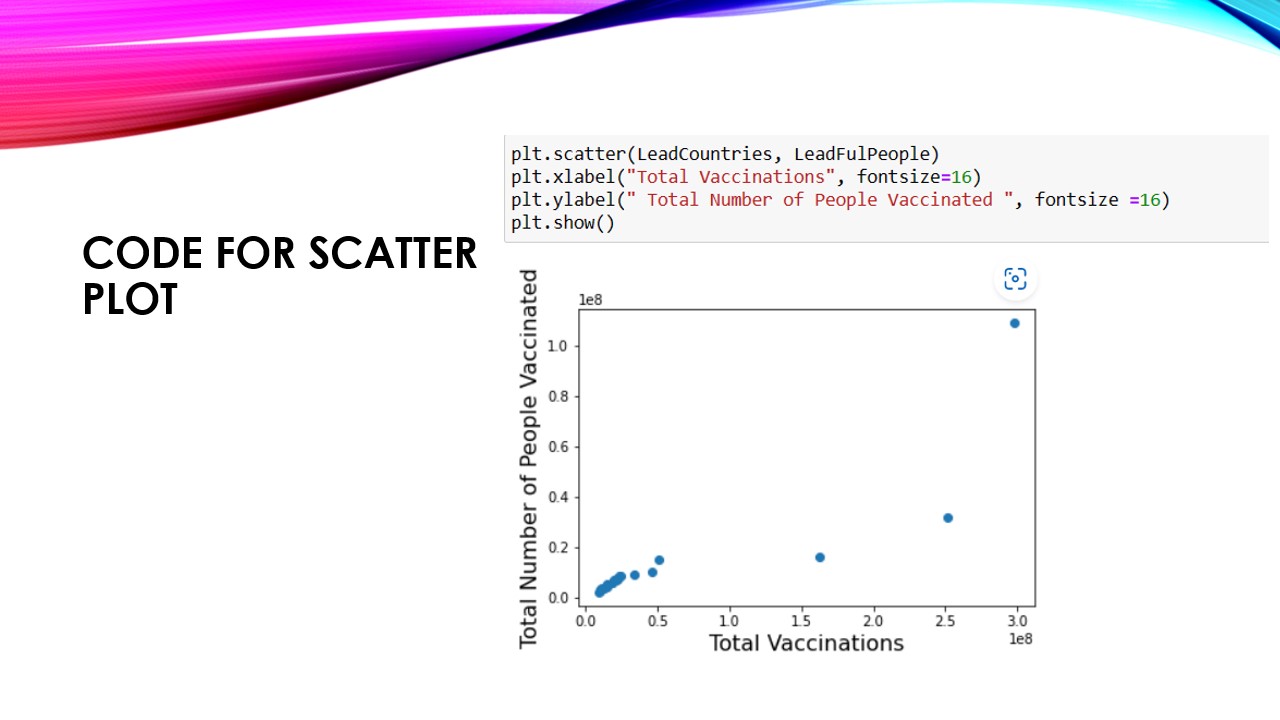 CODE FOR SCATTER
PLOT
plt.scatter(LeadCountries, LeadFulPeople)
plt.xlabel("Total Vaccinations", fontsize=16)
plt.ylabel(" Total Number of People Vaccinated ", fontsize =16)
plt.show()
1e8
Total Number of People Vaccinated
1.0
0.8
0.6
0.4
0.2
0.0
0.0 0.5 1.0 1.5 2.0 2.5 3.0
1e8
Total Vaccinations